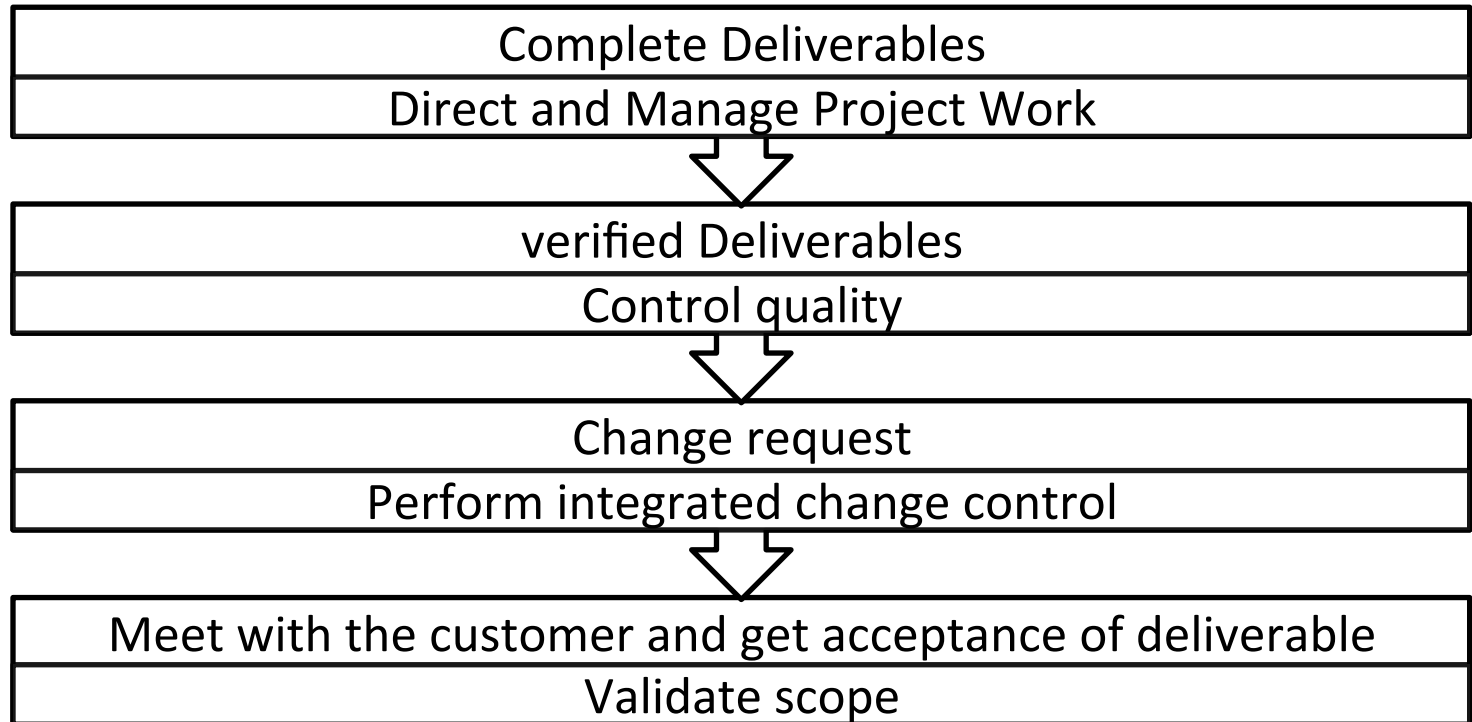 Complete Deliverables
Direct and Manage Project Work
verified Deliverables
Control quality
Change request
Perform integrated change control
Meet with the customer and get acceptance of deliverable
Validate scope